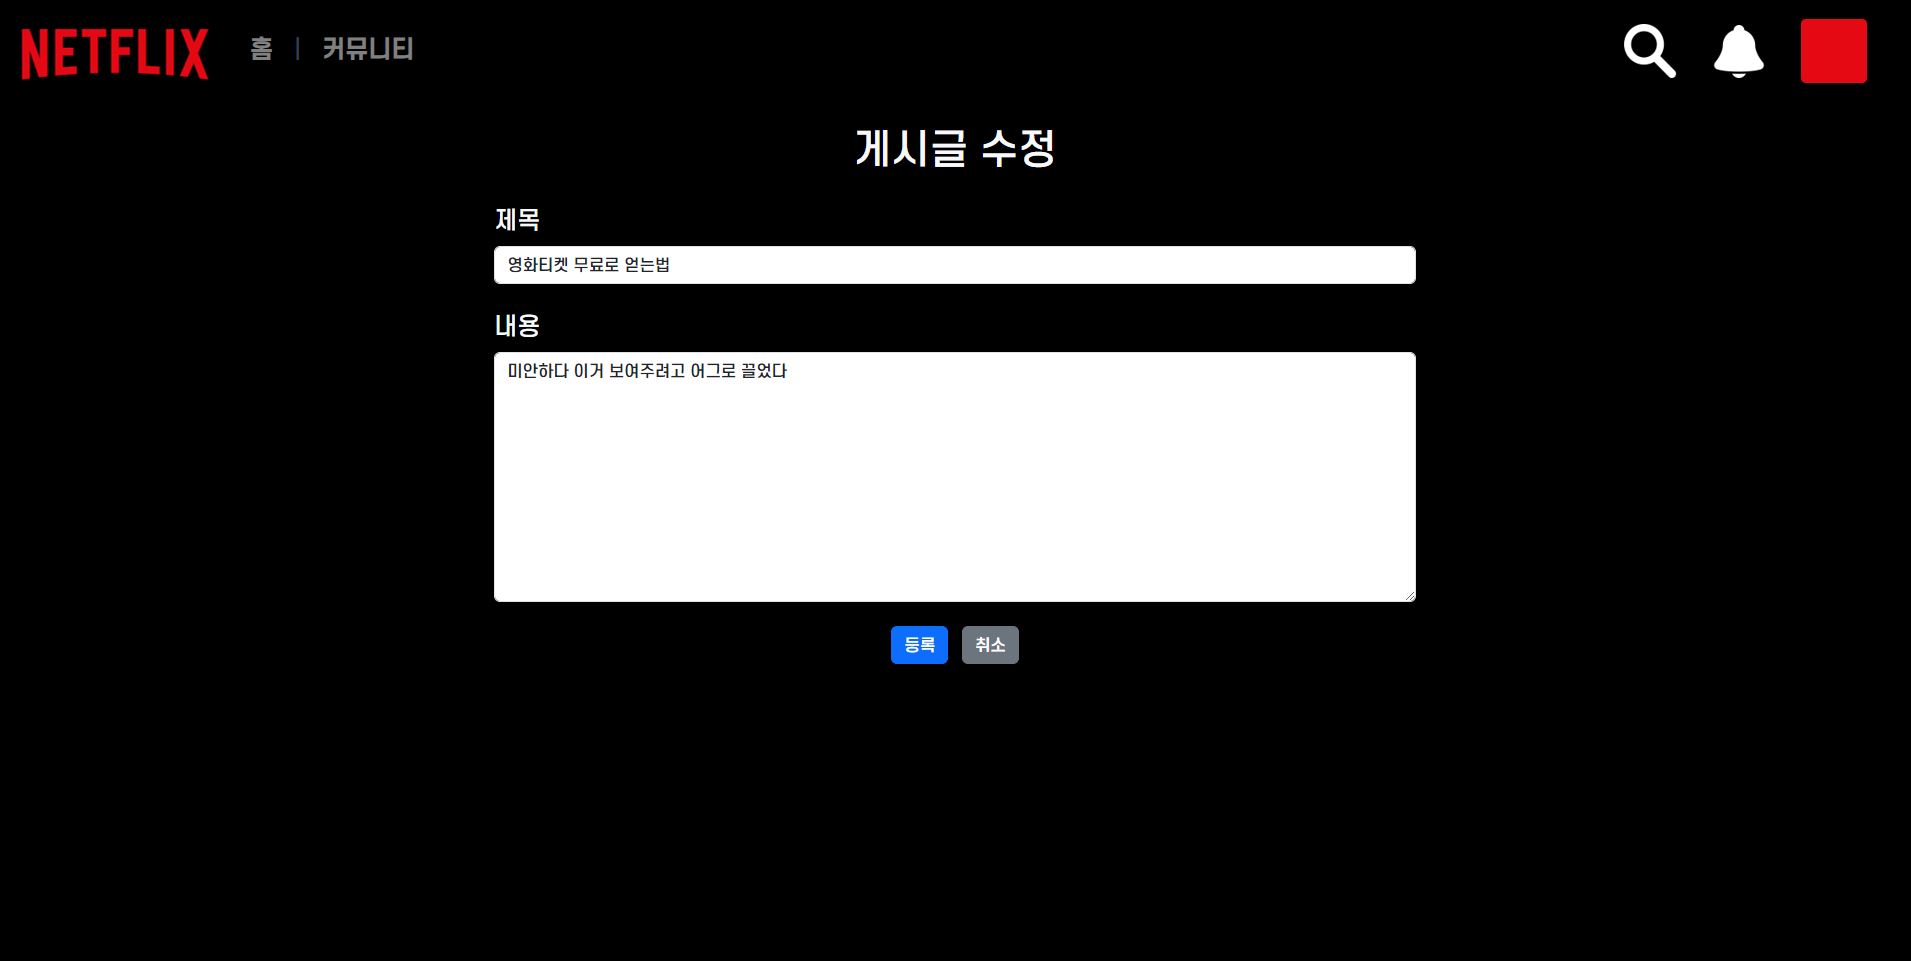 NETFLIX 홈 | 커뮤니티
게시글 수정
제목
영화티켓 무료로 얻는법
내용
미안하다 이거 보여주려고 어그로 끌었다
등록 취소